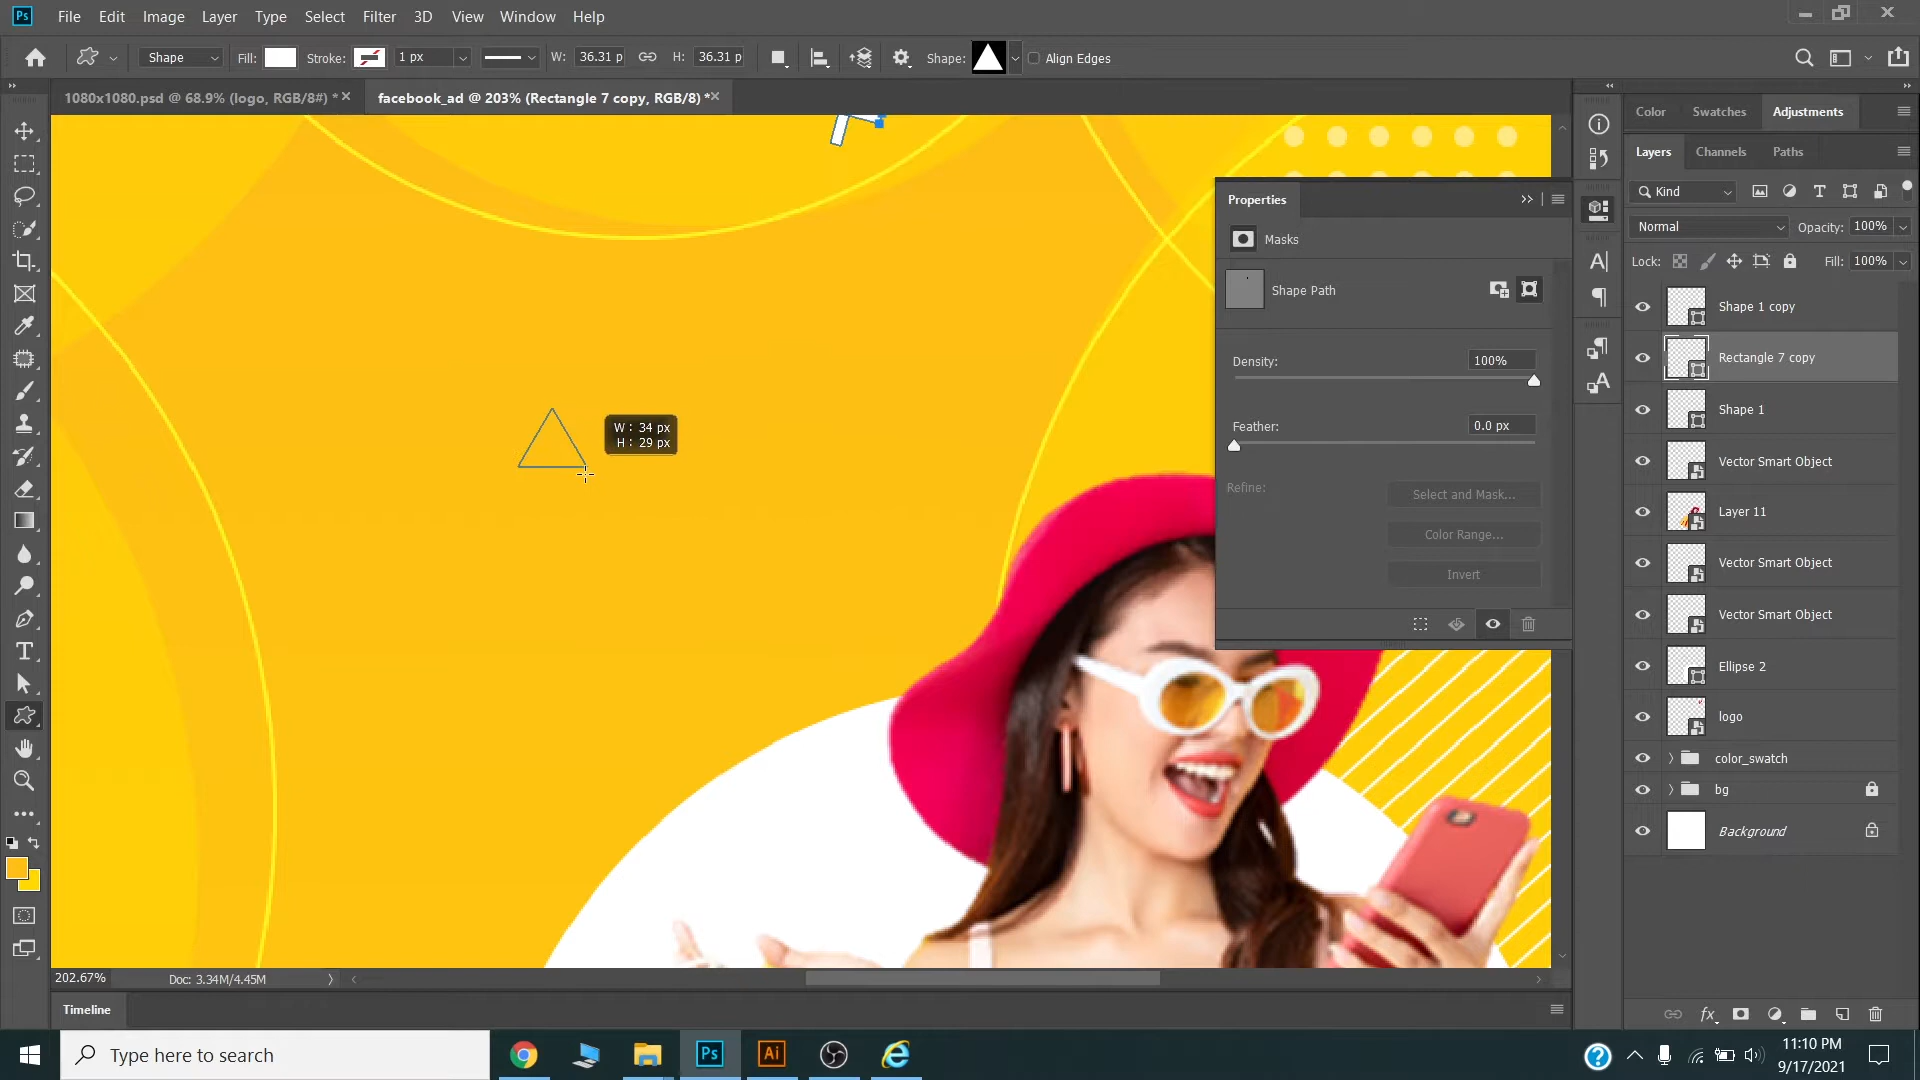 Ps File Edit Image Layer Type Select Filter 3D View Window Help
Shape Fill: Stroke: 1 px W: 36.31 p H: 36.31 p Shape: Align Edges
1080x1080.psd @ 68.9% (logo, RGB/8#) * facebook_ad @ 203% (Rectangle 7 copy, RGB/8) *
Color Swatches Adjustments
Layers Channels Paths
Kind
Normal Opacity: 100%
Lock: Fill: 100%
Shape 1 copy
Rectangle 7 copy
Shape 1
Vector Smart Object
Layer 11
Vector Smart Object
Vector Smart Object
Ellipse 2
logo
color_swatch
bg
Background
Properties
Masks
Shape Path
Density: 100%
Feather: 0.0 px
Refine: Select and Mask...
Color Range...
Invert
W : 34 px
H : 29 px
202.67% Doc: 3.34M/4.45M
Timeline
Type here to search
Ps Ai
11:10 PM
9/17/2021